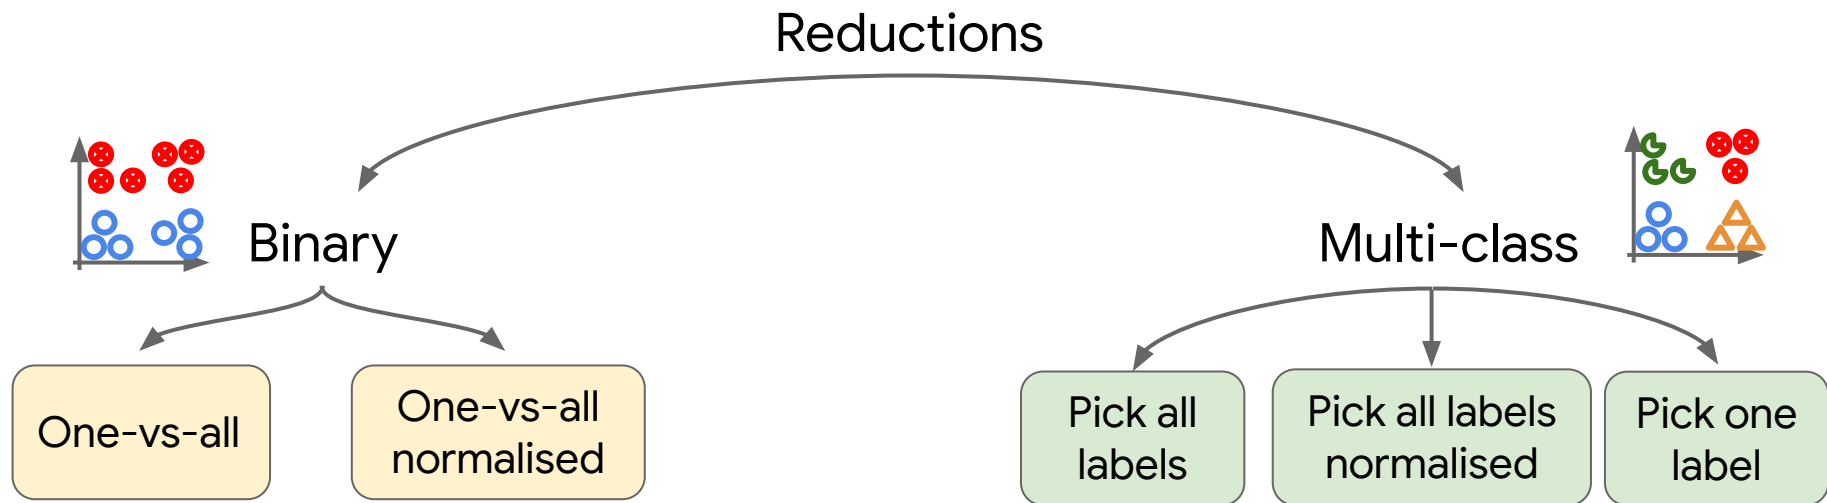 Reductions
Binary
Multi-class
One-vs-all
One-vs-all
normalised
Pick all
labels
Pick all labels
normalised
Pick one
label